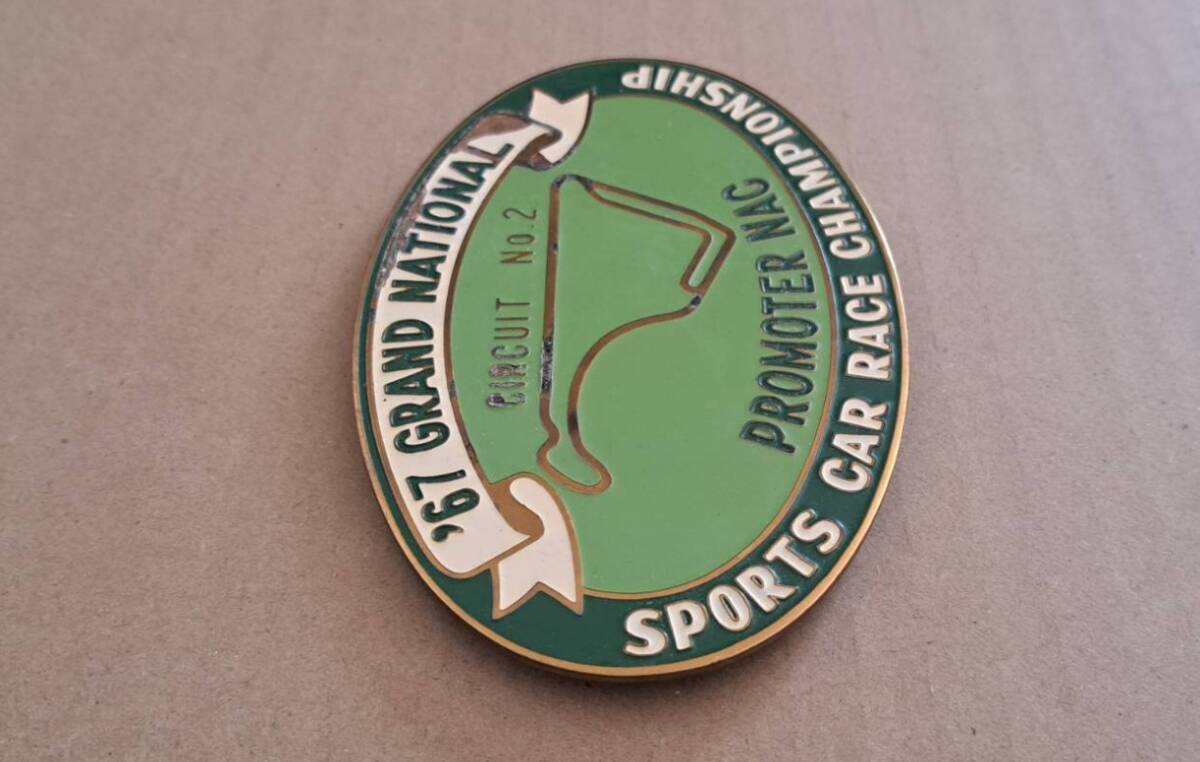 '67 GRAND NATIONAL
CIRCUIT No.2
PROMOTER NAC
SPORTS CAR RACE CHAMPIONSHIP